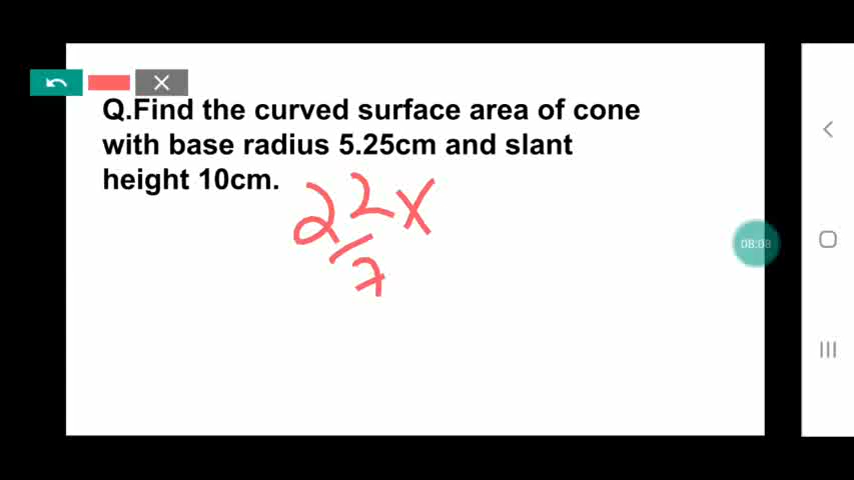 Q.Find the curved surface area of cone
with base radius 5.25cm and slant
height 10cm.
22 x
7
08:08